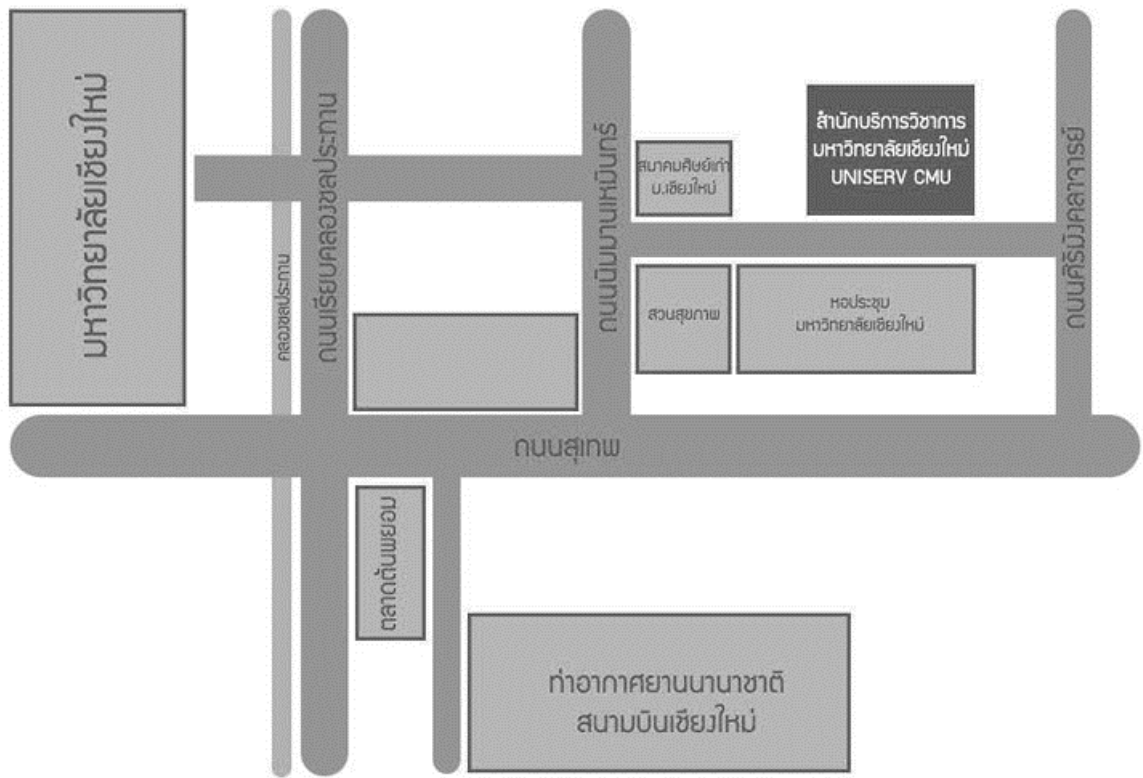 มหาวิทยาลัยเชียงใหม่
คลองชลประทาน
ถนนเรียบคลองชลประทาน
ถนนนิมมานเหมินทร์
สมาคมศิษย์เก่า
ม.เชียงใหม่
สำนักบริการวิชาการ
มหาวิทยาลัยเชียงใหม่
UNISERV CMU
ถนนศิริมังคลาจารย์
สวนสุขภาพ
หอประชุม
มหาวิทยาลัยเชียงใหม่
ถนนสุเทพ
ตลาดต้นพยอม
ท่าอากาศยานนานาชาติ
สนามบินเชียงใหม่